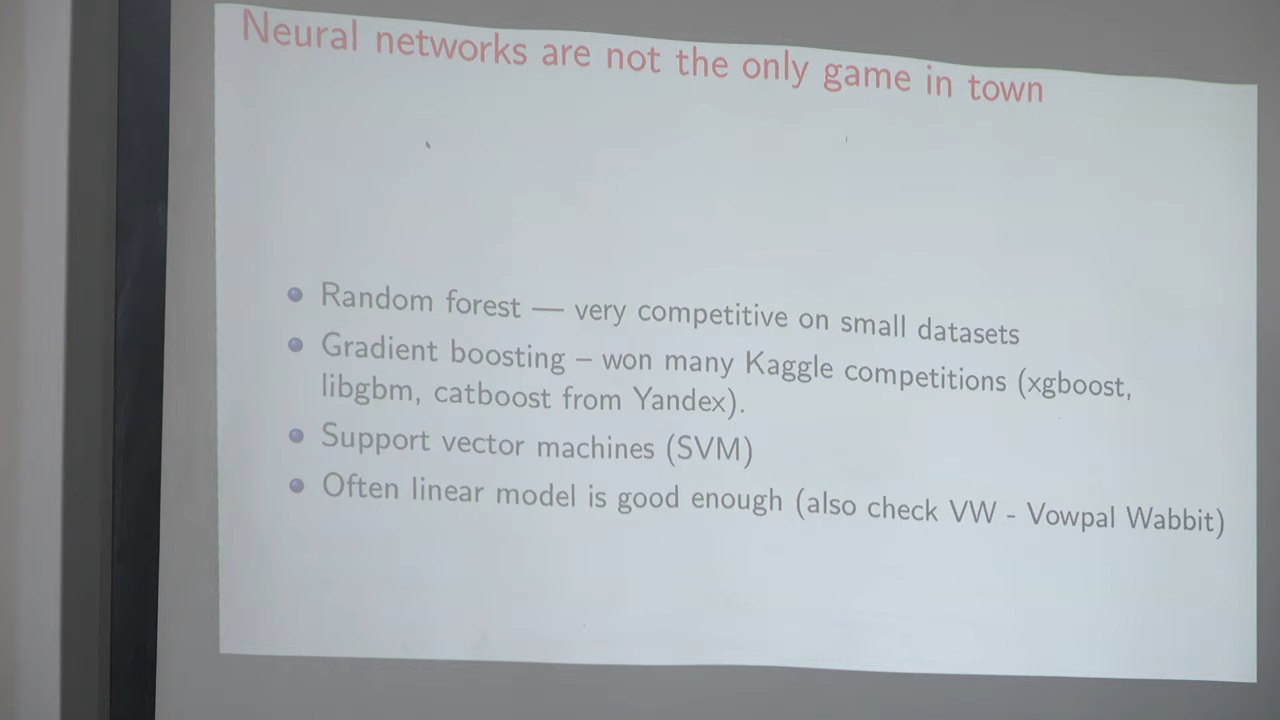 Neural networks are not the only game in town
Random forest — very competitive on small datasets
Gradient boosting – won many Kaggle competitions (xgboost,
libgbm, catboost from Yandex).
Support vector machines (SVM)
Often linear model is good enough (also check VW - Vowpal Wabbit)